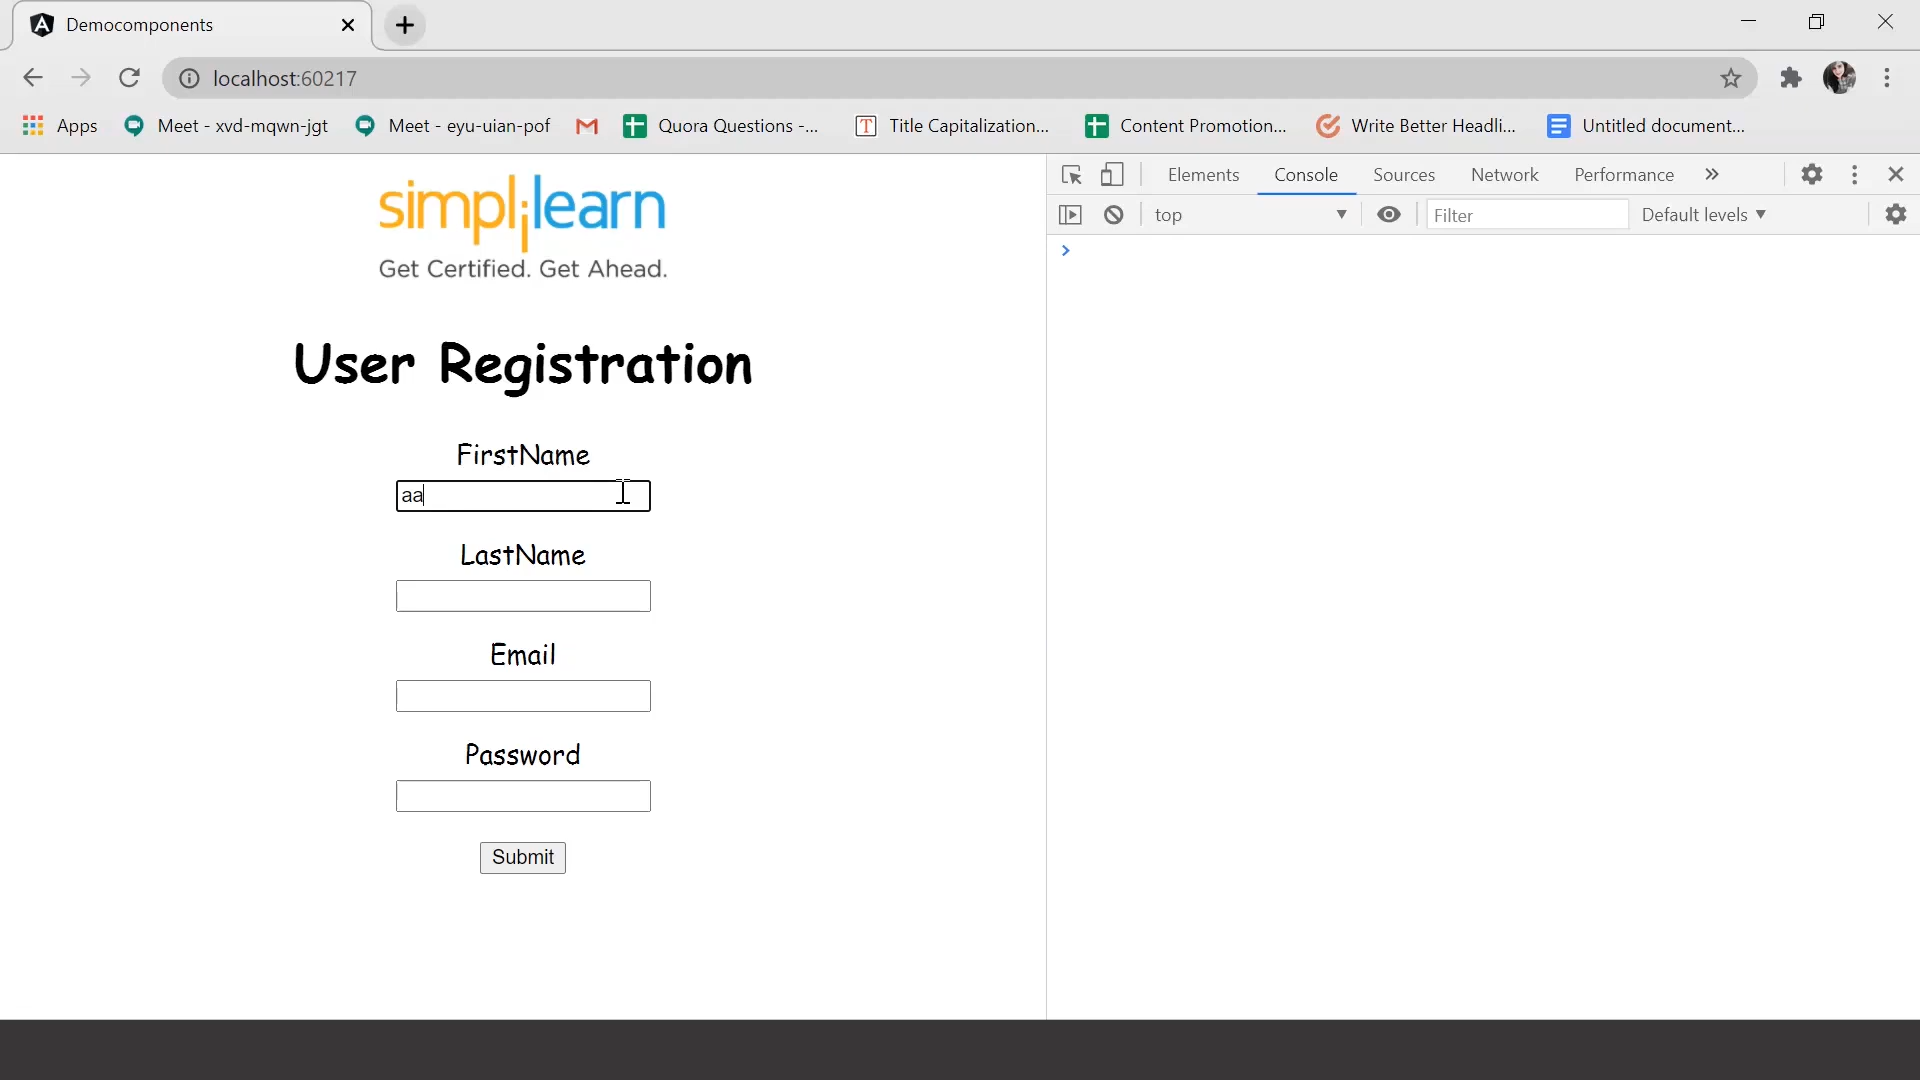 Democomponents
localhost:60217
Apps Meet - xvd-mqwn-jgt Meet - eyu-uian-pof Quora Questions -... T Title Capitalization... Content Promotion... Write Better Headli... Untitled document...
simplilearn
Get Certified. Get Ahead.
User Registration
FirstName
aa
LastName
Email
Password
Submit
Elements Console Sources Network Performance »
top Filter Default levels